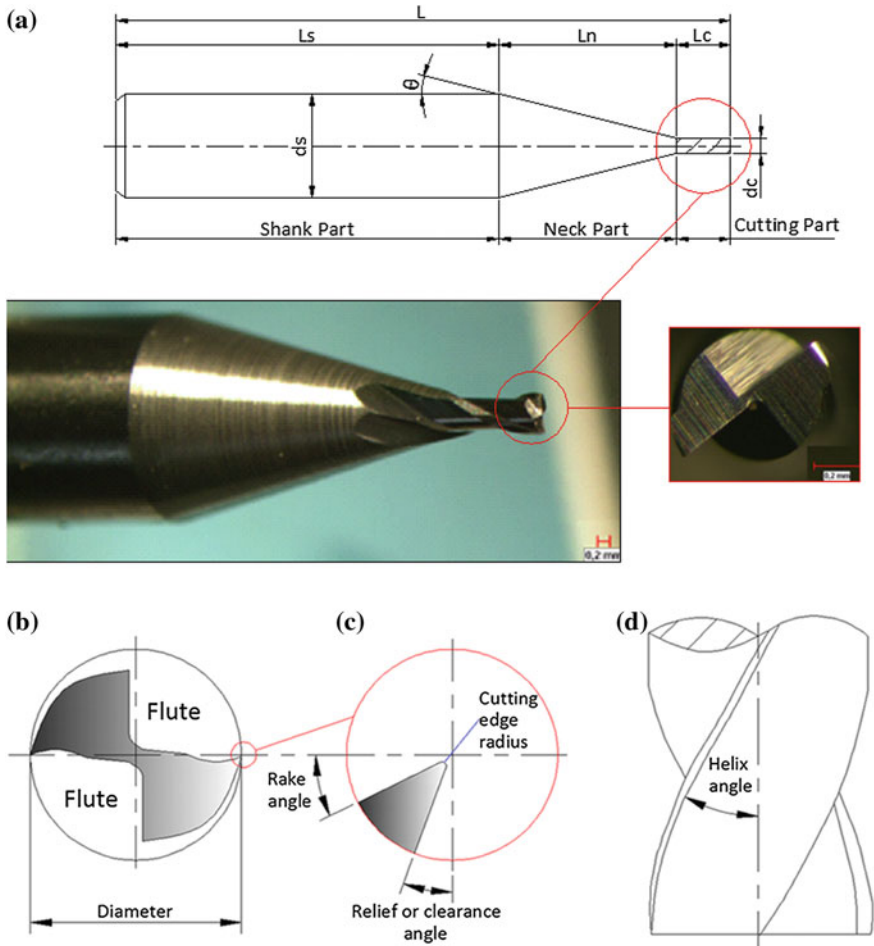 (a)
L
Ls
Ln
Lc
θ
ds
dc
Shank Part
Neck Part
Cutting Part
0,2 mm
0,2 mm
(b)
(c)
(d)
Flute
Flute
Diameter
Cutting
edge
radius
Rake
angle
Relief or clearance
angle
Helix
angle